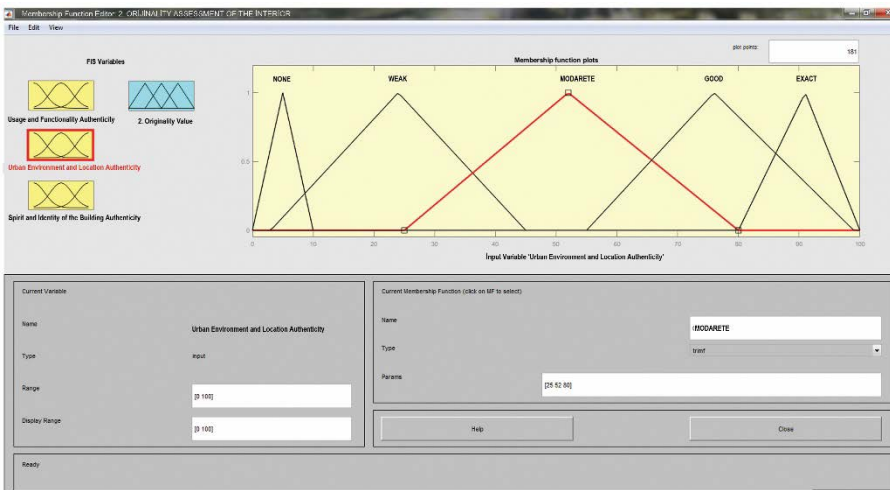 Membership Function Editor: 2. ORIJINALITY ASSESSMENT OF THE İNTERIOR
File Edit View
FIS Variables
Usage and Functionality Authenticity
2. Originality Value
Urban Environment and Location Authenticity
Spirit and Identity of the Building Authenticity
plot points:
181
Membership function plots
NONE WEAK MODARETE GOOD EXACT
1
0.5
0
0 10 20 30 40 50 60 70 80 90 100
İnput Variable 'Urban Environment and Location Authenticity'
Current Variable
Name Urban Environment and Location Authenticity
Type input
Range [0 100]
Display Range [0 100]
Current Membership Function (click on MF to select)
Name MODARETE
Type trimf
Params [25 52 80]
Help Close
Ready